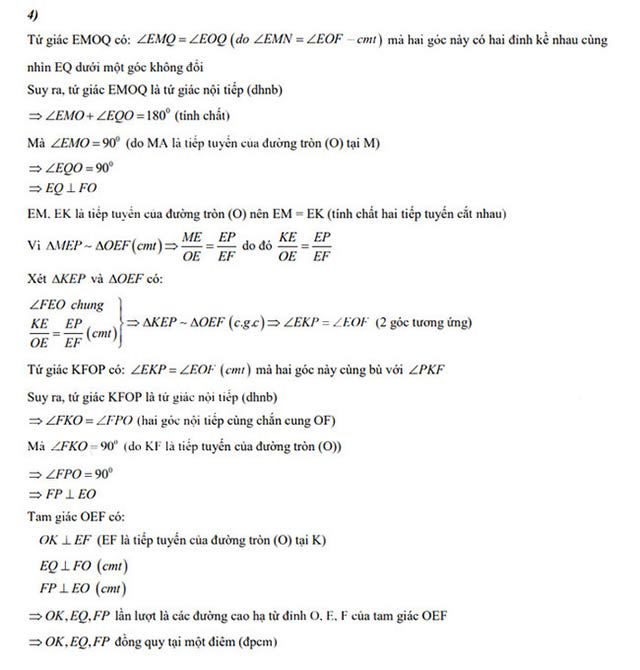 4)
Tứ giác EMOQ có: ∠EMQ = ∠EOQ (do ∠EMN = ∠EOF – cmt) mà hai góc này có hai đỉnh kề nhau cùng
nhìn EQ dưới một góc không đổi
Suy ra, tứ giác EMOQ là tứ giác nội tiếp (dhnb)
⇒ ∠EMO + ∠EQO = 180⁰ (tính chất)
Mà ∠EMO = 90⁰ (do MA là tiếp tuyến của đường tròn (O) tại M)
⇒ ∠EQO = 90⁰
⇒ EQ ⊥ FO
EM, EK là tiếp tuyến của đường tròn (O) nên EM = EK (tính chất hai tiếp tuyến cắt nhau)
Vì ΔMEP ~ ΔOEF (cmt) ⇒ ME/OE = EP/EF do đó KE/OE = EP/EF
Xét ΔKEP và ΔOEF có:
∠FEO chung
KE/OE = EP/EF (cmt) } ⇒ ΔKEP ~ ΔOEF (c.g.c) ⇒ ∠EKP = ∠EOF (2 góc tương ứng)
Tứ giác KFOP có: ∠EKP = ∠EOF (cmt) mà hai góc này cùng bù với ∠PKF
Suy ra, tứ giác KFOP là tứ giác nội tiếp (dhnb)
⇒ ∠FKO = ∠FPO (hai góc nội tiếp cùng chắn cung OF)
Mà ∠FKO = 90⁰ (do KF là tiếp tuyến của đường tròn (O))
⇒ ∠FPO = 90⁰
⇒ FP ⊥ EO
Tam giác OEF có:
OK ⊥ EF (EF là tiếp tuyến của đường tròn (O) tại K)
EQ ⊥ FO (cmt)
FP ⊥ EO (cmt)
⇒ OK, EQ, FP lần lượt là các đường cao hạ từ đỉnh O, E, F của tam giác OEF
⇒ OK, EQ, FP đồng quy tại một điểm (đpcm)